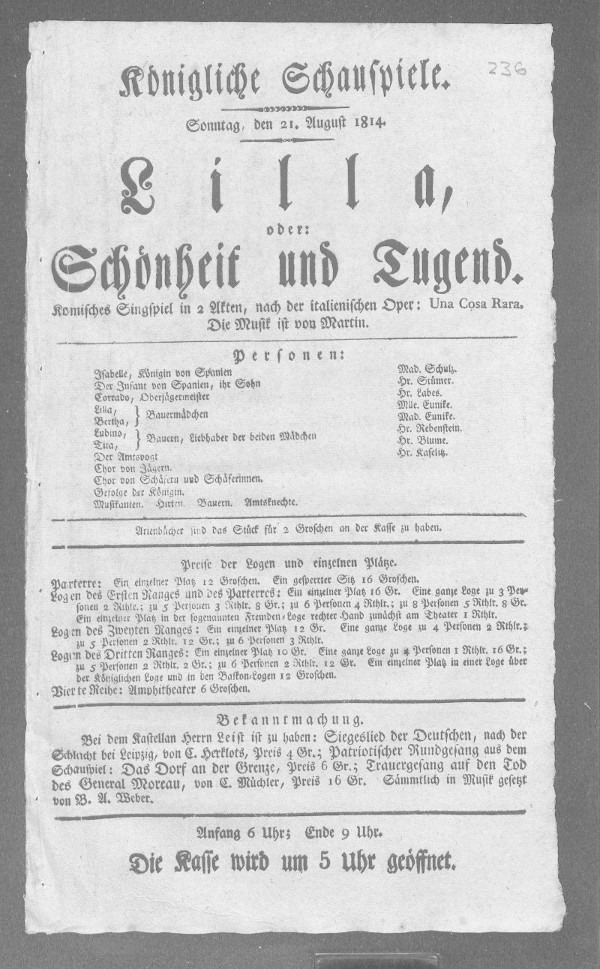 236
Königliche Schauspiele.
Sonntag, den 21. August 1814.
Lilla,
oder:
Schönheit und Tugend.
Komisches Singspiel in 2 Akten, nach der italienischen Oper: Una Cosa Rara.
Die Musik ist von Martin.
Personen:
Isabelle, Königin von Spanien Mad. Schulz.
Der Infant von Spanien, ihr Sohn Hr. Stümer.
Corrado, Oberjägermeister Hr. Labes.
Lilla, } Bauermädchen Mlle. Eunike.
Bertha, } Mad. Eunike.
Lubino, } Bauern, Liebhaber der beiden Mädchen Hr. Rebenstein.
Tita, } Hr. Blume.
Der Amtsvogt Hr. Kaselitz.
Chor von Jägern.
Chor von Schäfern und Schäferinnen.
Gefolge der Königin.
Musikanten. Hirten. Bauern. Amtsknechte.
Arienbücher sind das Stück für 2 Groschen an der Kasse zu haben.
Preise der Logen und einzelnen Plätze.
Parterre: Ein einzelner Platz 12 Groschen. Ein gesperrter Sitz 16 Groschen.
Logen des Ersten Ranges und des Parterres: Ein einzelner Platz 16 Gr. Eine ganze Loge zu 3 Per-
sonen 2 Rthlr.; zu 5 Personen 3 Rthlr. 8 Gr.; zu 6 Personen 4 Rthlr.; zu 8 Personen 5 Rthlr. 8 Gr.
Ein einzelner Platz in der sogenannten Fremden-Loge rechter Hand zunächst am Theater 1 Rthlr.
Logen des Zweyten Ranges: Ein einzelner Platz 12 Gr. Eine ganze Loge zu 4 Personen 2 Rthlr.;
zu 5 Personen 2 Rthlr. 12 Gr.; zu 6 Personen 3 Rthlr.
Logen des Dritten Ranges: Ein einzelner Platz 10 Gr. Eine ganze Loge zu 4 Personen 1 Rthlr. 16 Gr.;
zu 5 Personen 2 Rthlr. 2 Gr.; zu 6 Personen 2 Rthlr. 12 Gr. Ein einzelner Platz in einer Loge über
der Königlichen Loge und in den Balkon-Logen 12 Groschen.
Vierte Reihe: Amphitheater 6 Groschen.
Bekanntmachung.
Bei dem Kastellan Herrn Leist ist zu haben: Siegeslied der Deutschen, nach der
Schlacht bei Leipzig, von C. Herklots, Preis 4 Gr.; Patriotischer Rundgesang aus dem
Schauspiel: Das Dorf an der Grenze, Preis 6 Gr.; Trauergesang auf den Tod
des General Moreau, von C. Müchler, Preis 16 Gr. Sämmtlich in Musik gesetzt
von B. A. Weber.
Anfang 6 Uhr; Ende 9 Uhr.
Die Kasse wird um 5 Uhr geöffnet.